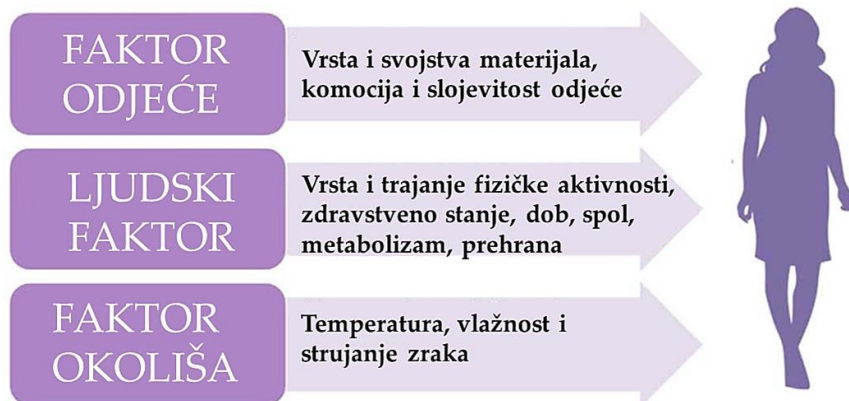 FAKTOR
ODJEĆE
Vrsta i svojstva materijala,
komocija i slojevitost odjeće
LJUDSKI
FAKTOR
Vrsta i trajanje fizičke aktivnosti,
zdravstveno stanje, dob, spol,
metabolizam, prehrana
FAKTOR
OKOLIŠA
Temperatura, vlažnost i
strujanje zraka